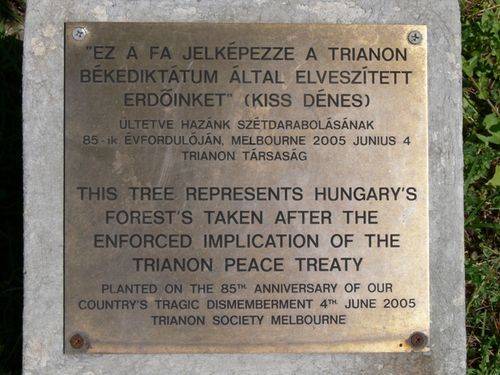 "EZ A FA JELKÉPEZZE A TRIANON
BÉKEDIKTÁTUM ÁLTAL ELVESZÍTETT
ERDŐINKET" (KISS DÉNES)
ÜLTETVE HAZÁNK SZÉTDARABOLÁSÁNAK
85-ik ÉVFORDULÓJÁN, MELBOURNE 2005 JUNIUS 4
TRIANON TÁRSASÁG
THIS TREE REPRESENTS HUNGARY'S
FOREST'S TAKEN AFTER THE
ENFORCED IMPLICATION OF THE
TRIANON PEACE TREATY
PLANTED ON THE 85TH ANNIVERSARY OF OUR
COUNTRY'S TRAGIC DISMEMBERMENT 4TH JUNE 2005
TRIANON SOCIETY MELBOURNE